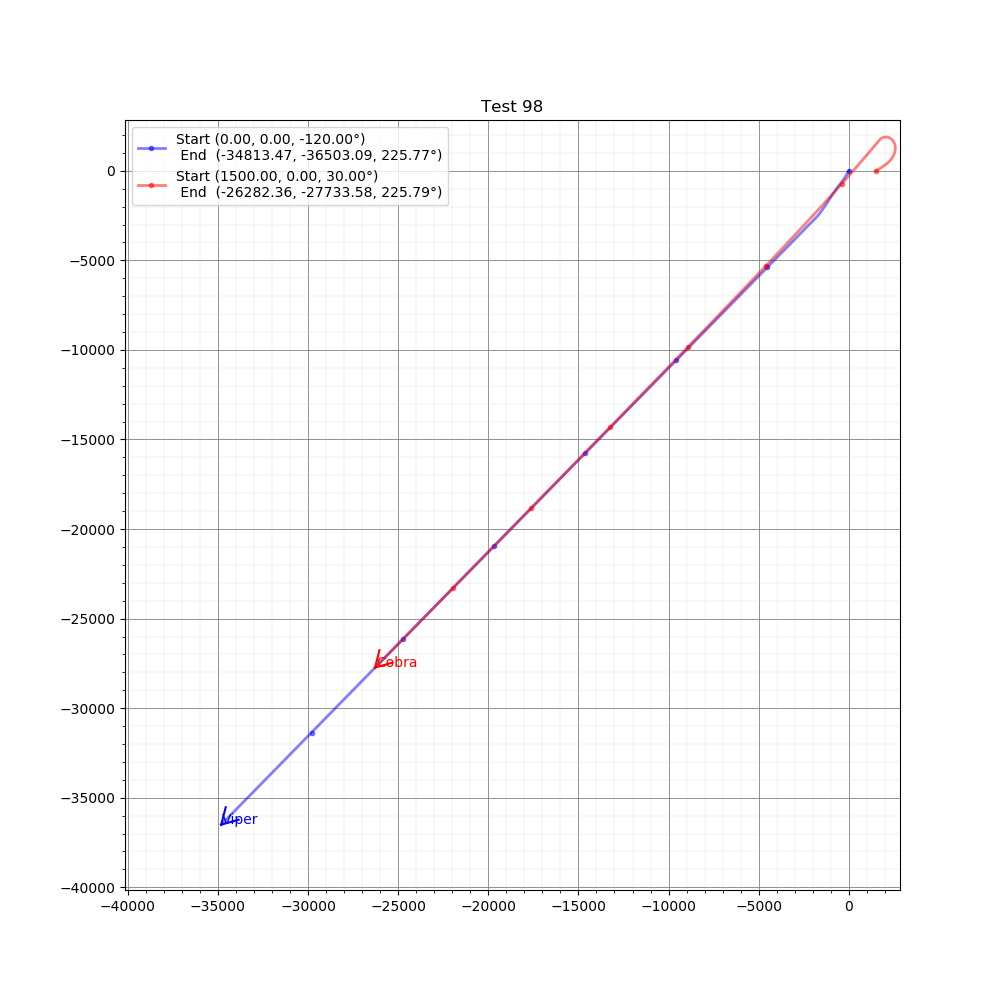 Test 98
Start (0.00, 0.00, -120.00°)
End (-34813.47, -36503.09, 225.77°)
Start (1500.00, 0.00, 30.00°)
End (-26282.36, -27733.58, 225.79°)
0
−5000
−10000
−15000
−20000
−25000
−30000
−35000
−40000
Cobra
Viper
−40000 −35000 −30000 −25000 −20000 −15000 −10000 −5000 0